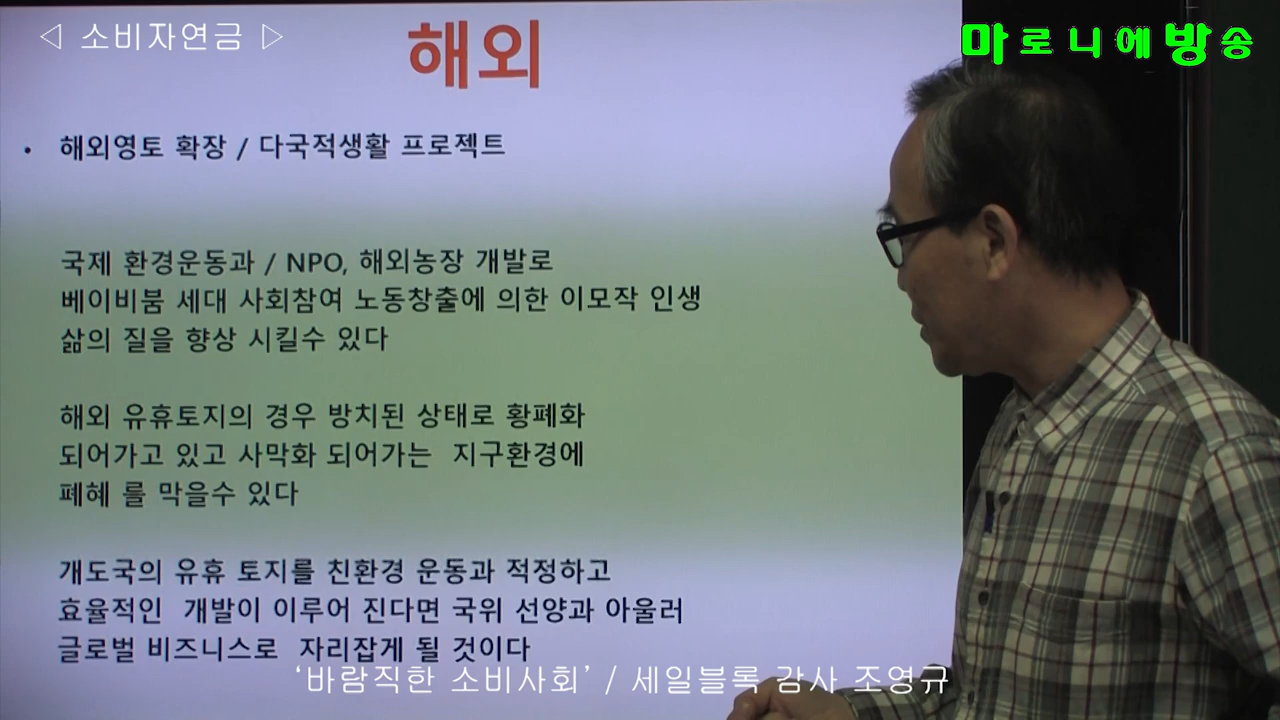 ◁ 소비자연금 ▷
마로니에방송
해외
• 해외영토 확장 / 다국적생활 프로젝트
국제 환경운동과 / NPO, 해외농장 개발로
베이비붐 세대 사회참여 노동창출에 의한 이모작 인생
삶의 질을 향상 시킬수 있다
해외 유휴토지의 경우 방치된 상태로 황폐화
되어가고 있고 사막화 되어가는 지구환경에
폐혜 를 막을수 있다
개도국의 유휴 토지를 친환경 운동과 적정하고
효율적인 개발이 이루어 진다면 국위 선양과 아울러
글로벌 비즈니스로 자리잡게 될 것이다
‘바람직한 소비사회’ / 세일블록 감사 조영규